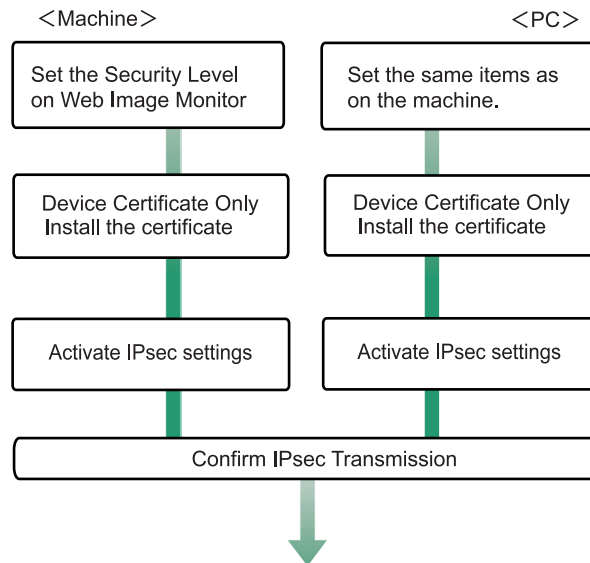 <Machine>
<PC>
Set the Security Level
on Web Image Monitor
Set the same items as
on the machine.
Device Certificate Only
Install the certificate
Device Certificate Only
Install the certificate
Activate IPsec settings
Activate IPsec settings
Confirm IPsec Transmission